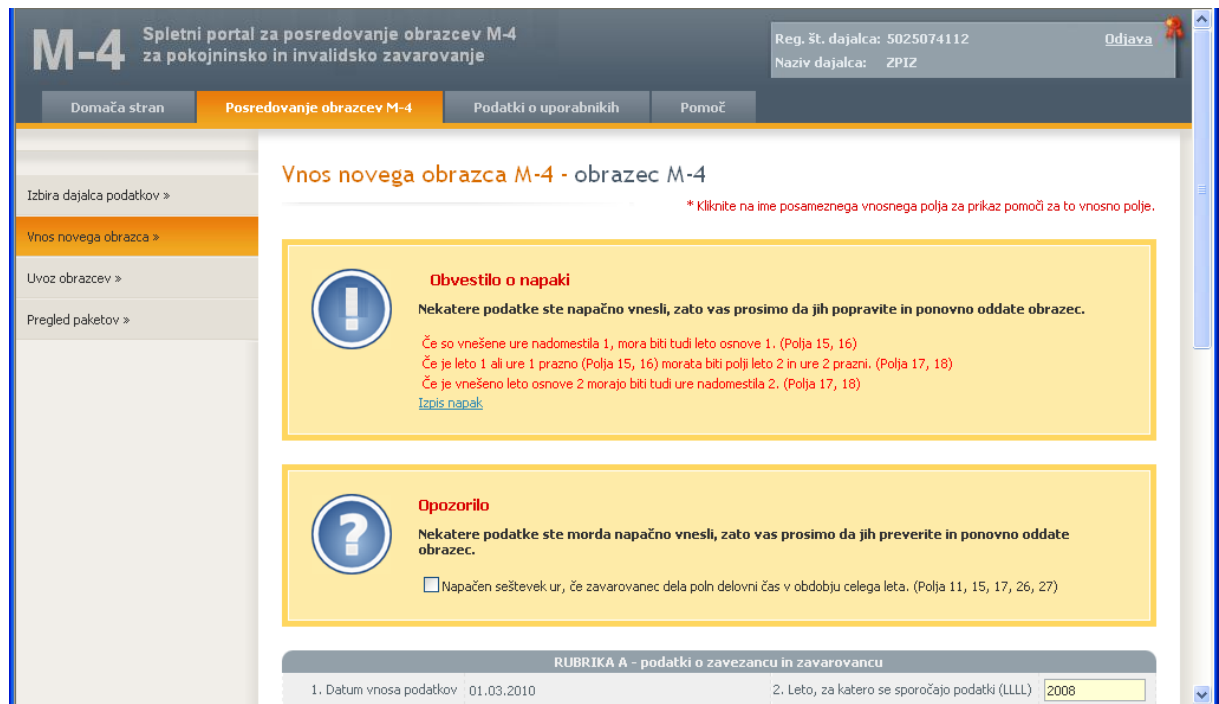 M-4
Spletni portal za posredovanje obrazcev M-4
za pokojninsko in invalidsko zavarovanje
Reg. št. dajalca: 5025074112
Odjava
Naziv dajalca: ZPIZ
Domača stran
Posredovanje obrazcev M-4
Podatki o uporabnikih
Pomoč
Izbira dajalca podatkov »
Vnos novega obrazca »
Uvoz obrazcev »
Pregled paketov »
Vnos novega obrazca M-4 - obrazec M-4
* Kliknite na ime posameznega vnosnega polja za prikaz pomoči za to vnosno polje.
Obvestilo o napaki
Nekatere podatke ste napačno vnesli, zato vas prosimo da jih popravite in ponovno oddate obrazec.
Če so vnešene ure nadomestila 1, mora biti tudi leto osnove 1. (Polja 15, 16)
Če je leto 1 ali ure 1 prazno (Polja 15, 16) morata biti polji leto 2 in ure 2 prazni. (Polja 17, 18)
Če je vnešeno leto osnove 2 morajo biti tudi ure nadomestila 2. (Polja 17, 18)
Izpis napak
Opozorilo
Nekatere podatke ste morda napačno vnesli, zato vas prosimo da jih preverite in ponovno oddate
obrazec.
Napačen seštevek ur, če zavarovanec dela poln delovni čas v obdobju celega leta. (Polja 11, 15, 17, 26, 27)
RUBRIKA A - podatki o zavezancu in zavarovancu
1. Datum vnosa podatkov 01.03.2010
2. Leto, za katero se sporočajo podatki (LLLL) 2008